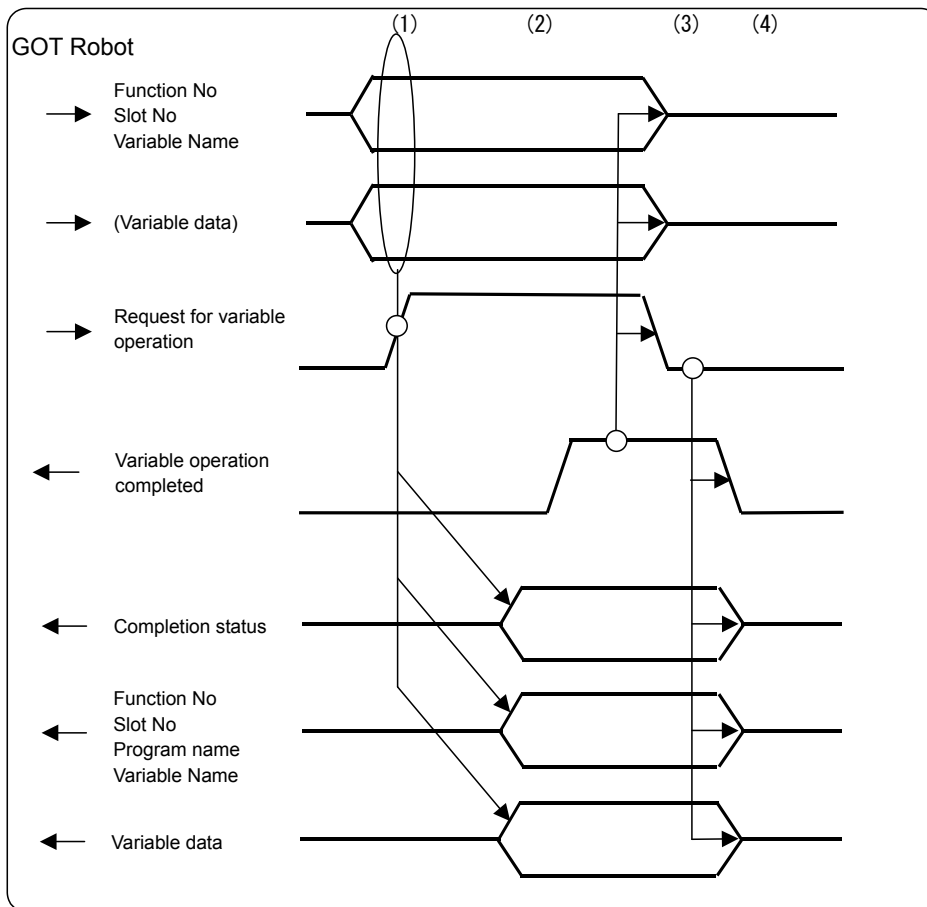 (1) (2) (3) (4)
GOT Robot
Function No
Slot No
Variable Name
(Variable data)
Request for variable
operation
Variable operation
completed
Completion status
Function No
Slot No
Program name
Variable Name
Variable data